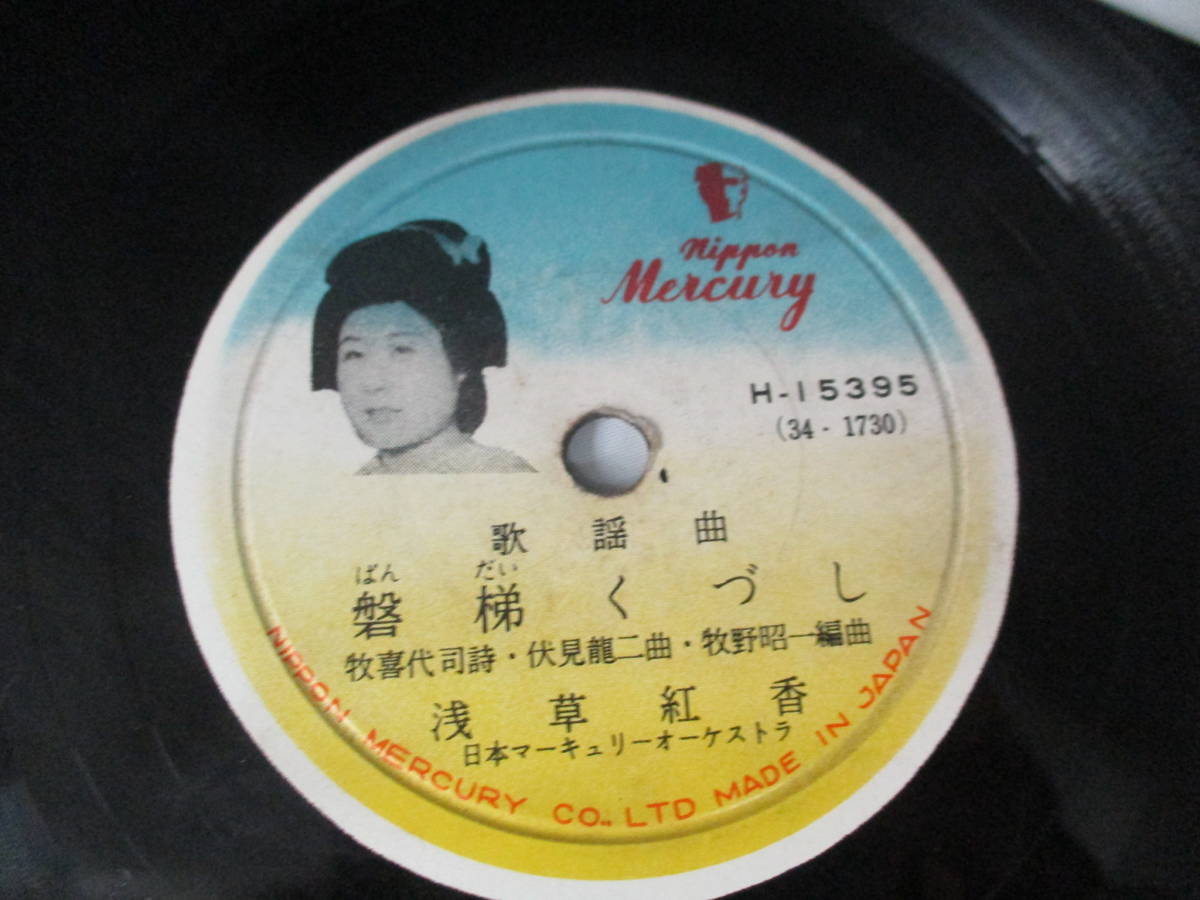 Nippon
Mercury
H-15395
(34 - 1730)
歌謡曲
ばん だい
磐梯くづし
牧喜代司詩・伏見龍二曲・牧野昭一編曲
浅草紅香
日本マーキュリーオーケストラ
NIPPON MERCURY CO., LTD MADE IN JAPAN